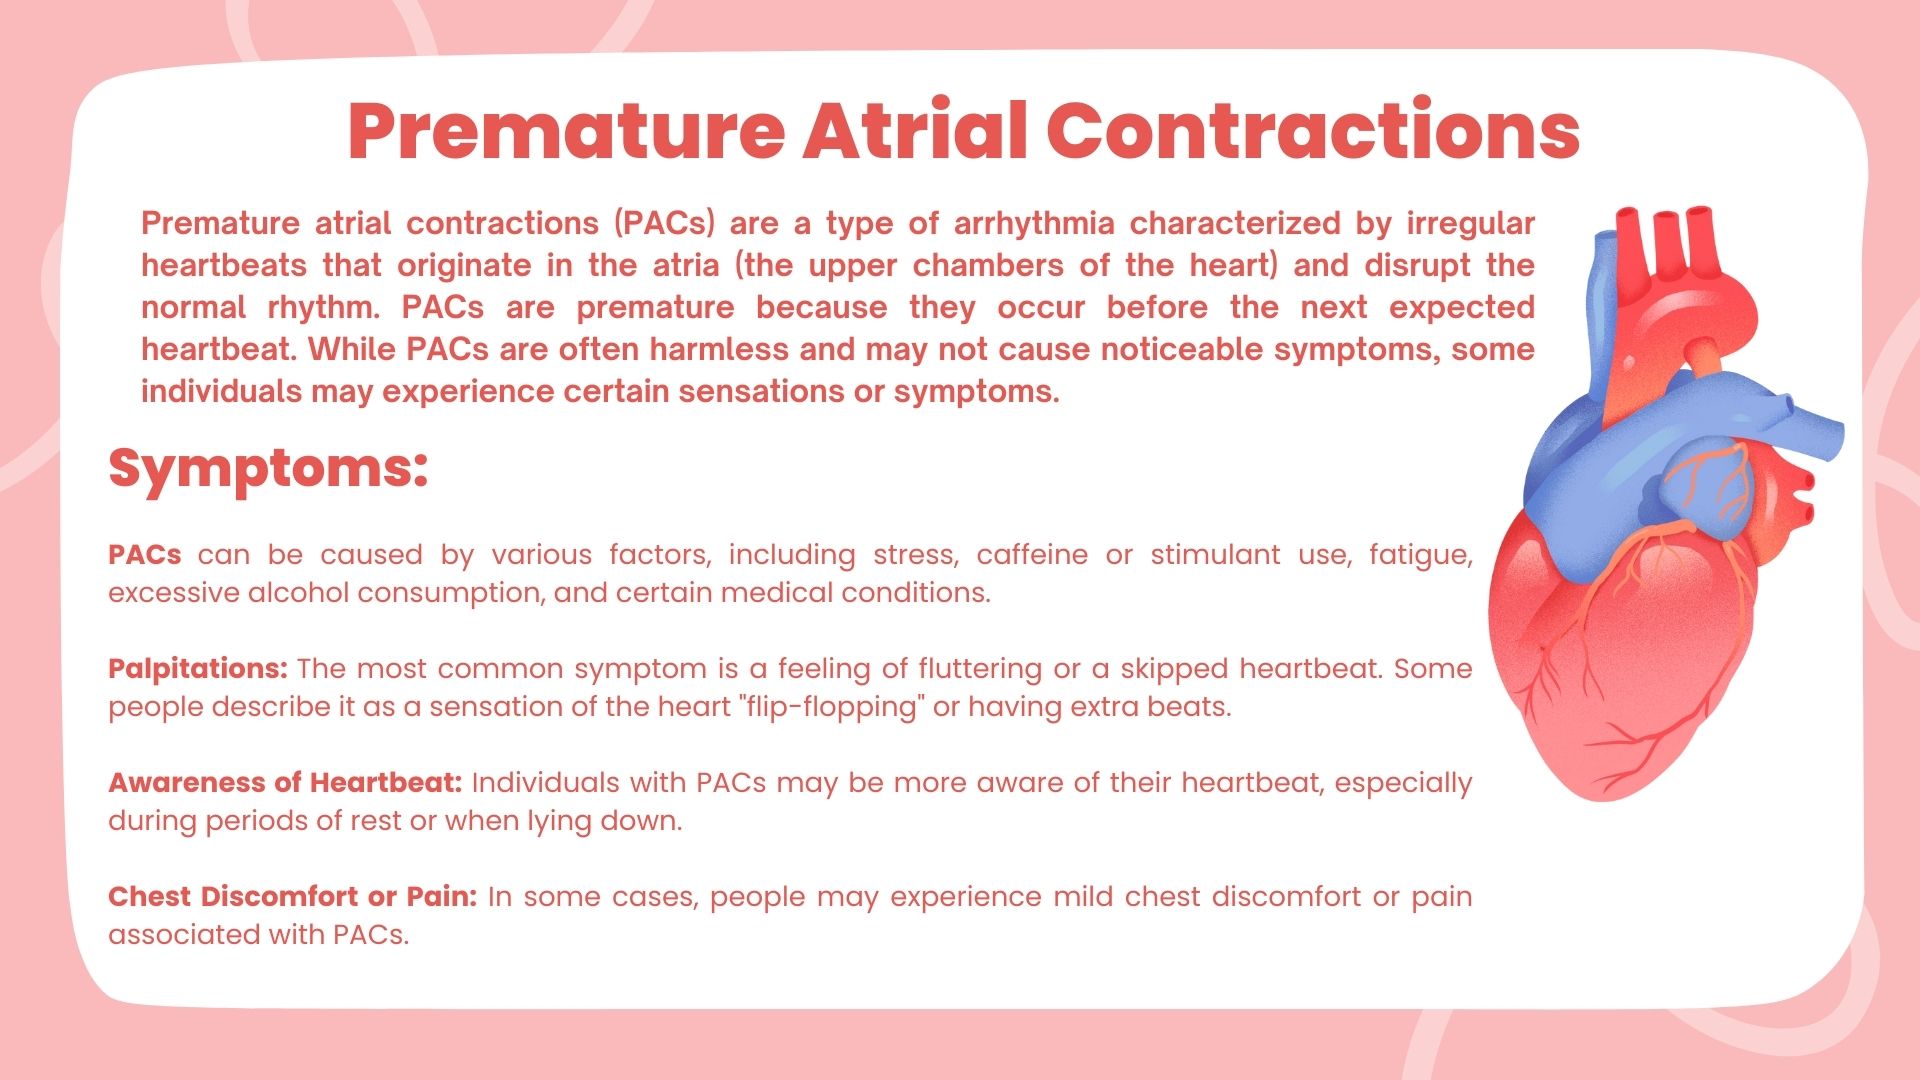 Premature Atrial Contractions
Premature atrial contractions (PACs) are a type of arrhythmia characterized by irregular
heartbeats that originate in the atria (the upper chambers of the heart) and disrupt the
normal rhythm. PACs are premature because they occur before the next expected
heartbeat. While PACs are often harmless and may not cause noticeable symptoms, some
individuals may experience certain sensations or symptoms.
Symptoms:
PACs can be caused by various factors, including stress, caffeine or stimulant use, fatigue,
excessive alcohol consumption, and certain medical conditions.
Palpitations: The most common symptom is a feeling of fluttering or a skipped heartbeat. Some
people describe it as a sensation of the heart "flip-flopping" or having extra beats.
Awareness of Heartbeat: Individuals with PACs may be more aware of their heartbeat, especially
during periods of rest or when lying down.
Chest Discomfort or Pain: In some cases, people may experience mild chest discomfort or pain
associated with PACs.